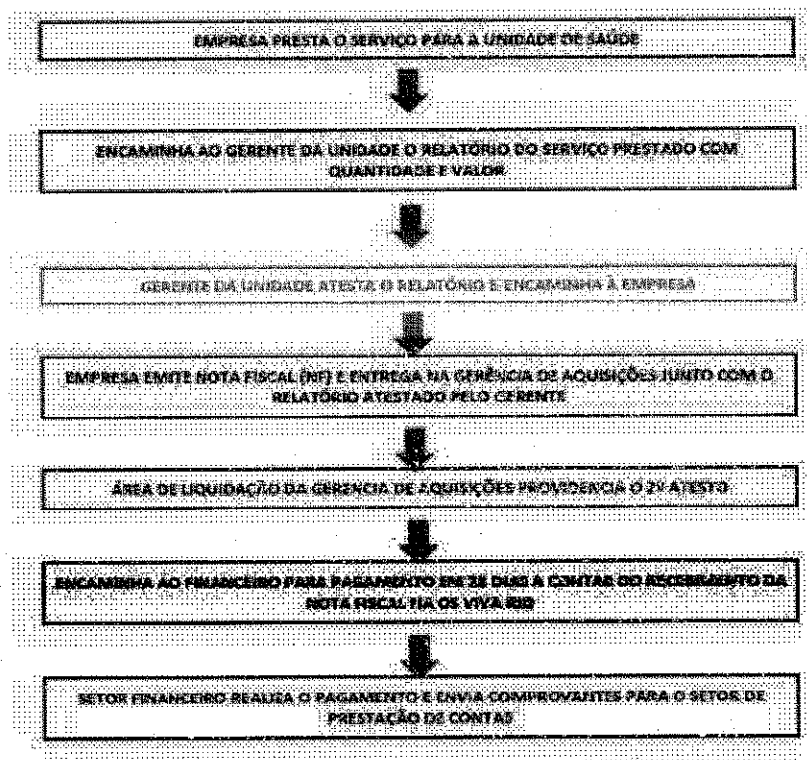 EMPRESA PRESTA O SERVIÇO PARA A UNIDADE DE SAÚDE
ENCAMINHA AO GERENTE DA UNIDADE O RELATÓRIO DO SERVIÇO PRESTADO COM
QUANTIDADE E VALOR
GERENTE DA UNIDADE ATESTA O RELATÓRIO E ENCAMINHA À EMPRESA
EMPRESA EMITE NOTA FISCAL (NF) E ENTREGA NA GERÊNCIA DE AQUISIÇÕES JUNTO COM O
RELATÓRIO ATESTADO PELO GERENTE
ÁREA DE LIQUIDAÇÃO DA GERENCIA DE AQUISIÇÕES PROVIDENCIA O 2º ATESTO
ENCAMINHA AO FINANCEIRO PARA PAGAMENTO EM DIAS A CONTAR DO RECEBIMENTO DA
NOTA FISCAL NA OS VIVA RIO
SETOR FINANCEIRO REALIZA O PAGAMENTO E ENVIA COMPROVANTES PARA O SETOR DE
PRESTAÇÃO DE CONTAS